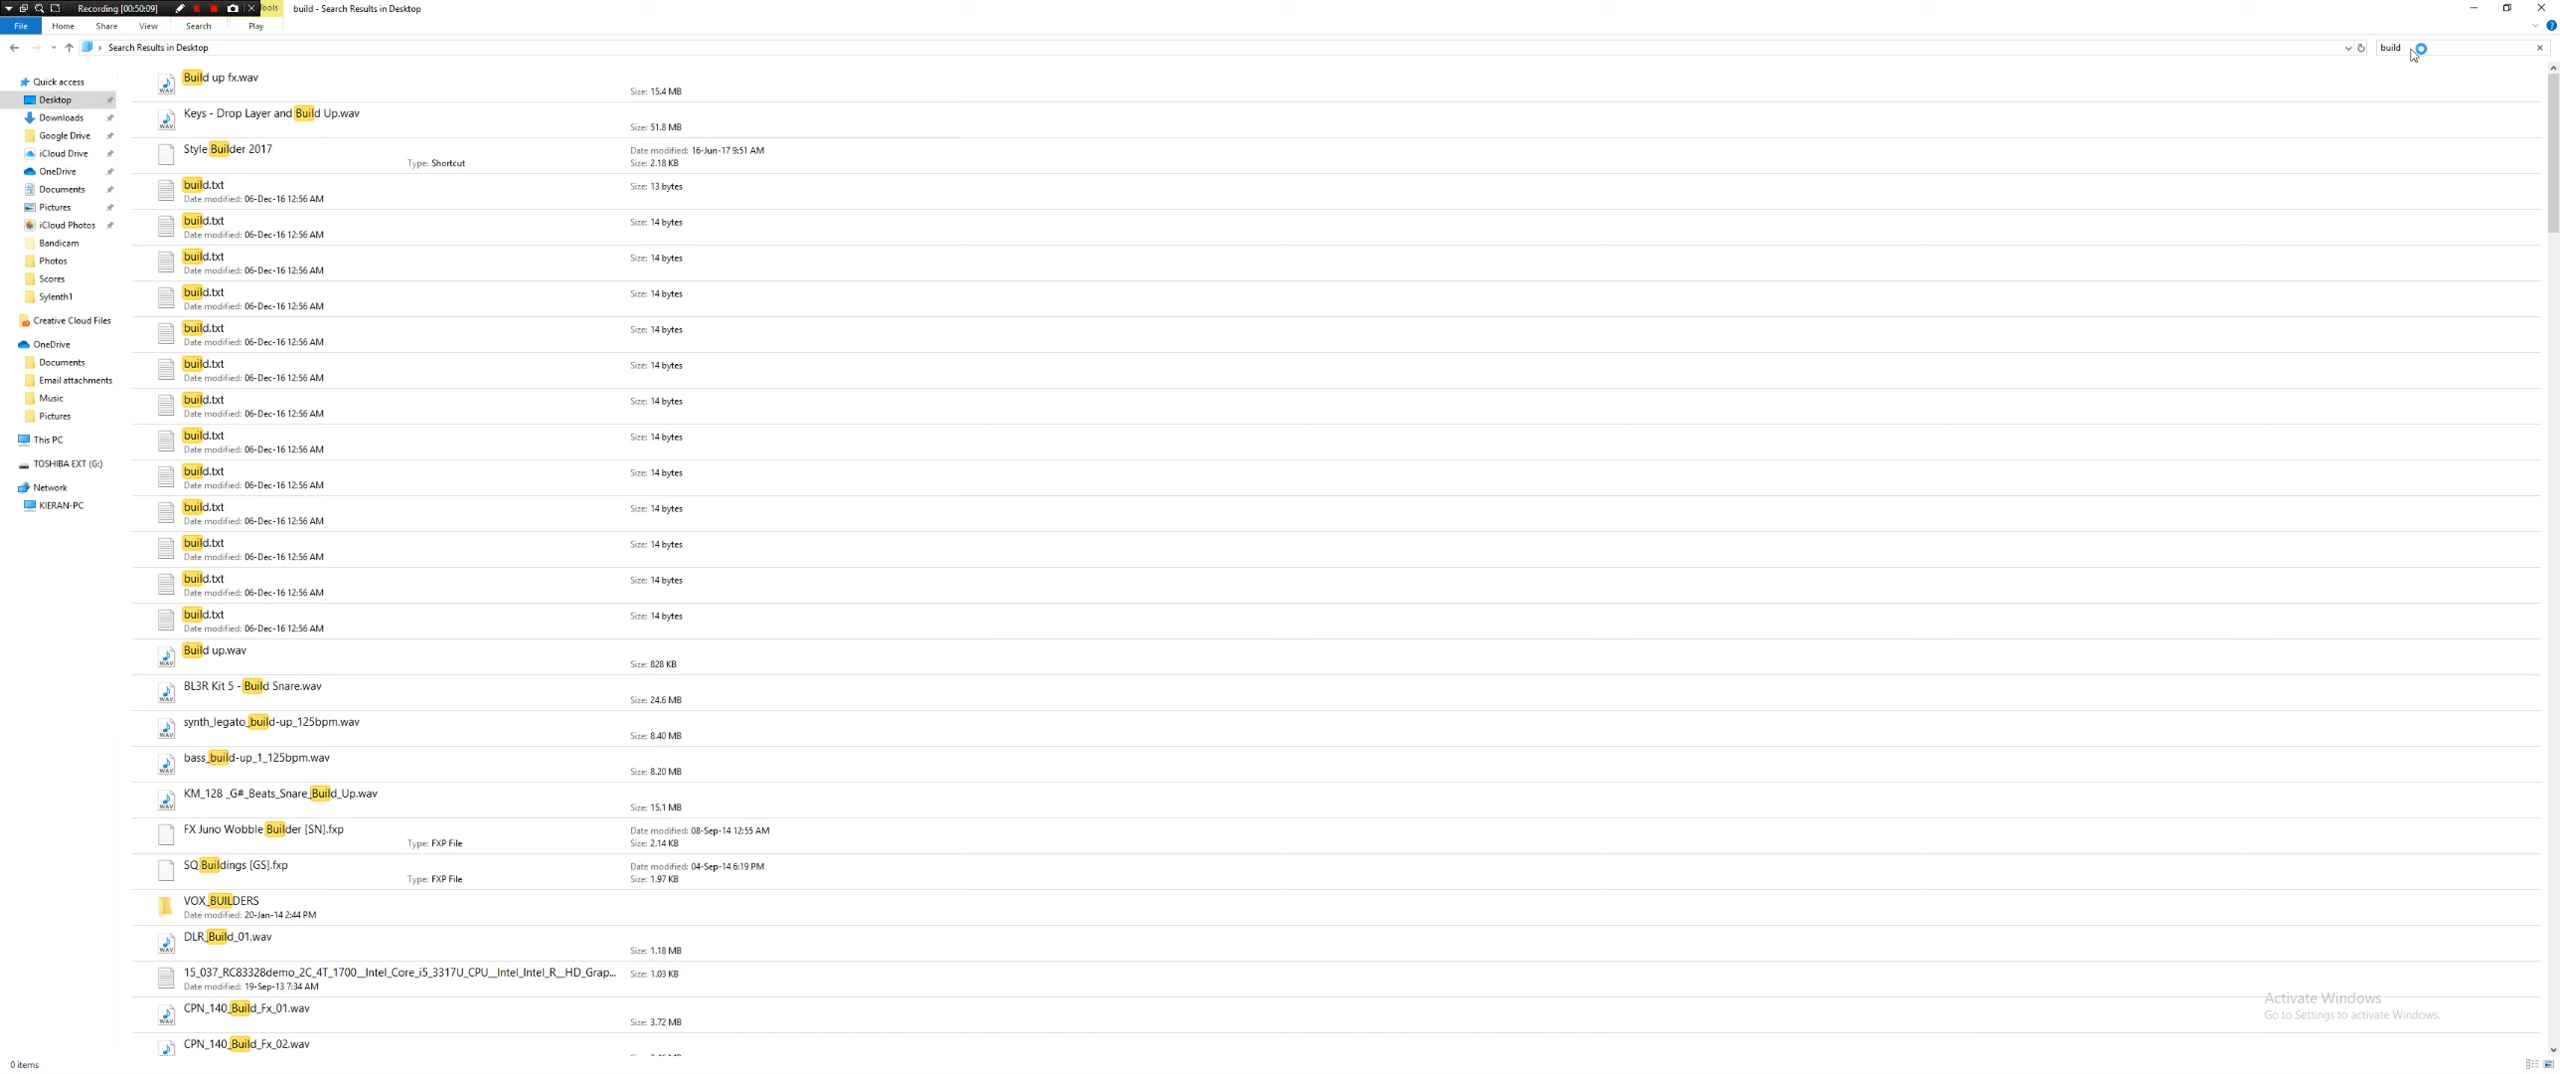 Recording [00:50:09]
build - Search Results in Desktop
File Home Share View Search Play
Search Results in Desktop
build
Quick access
Desktop
Downloads
Google Drive
iCloud Drive
OneDrive
Documents
Pictures
iCloud Photos
Bandicam
Photos
Scores
Sylenth1
Creative Cloud Files
OneDrive
Documents
Email attachments
Music
Pictures
This PC
TOSHIBA EXT (G:)
Network
KIERAN-PC
Build up fx.wav
Size: 15.4 MB
Keys - Drop Layer and Build Up.wav
Size: 51.8 MB
Style Builder 2017
Date modified: 16-Jun-17 9:51 AM
Type: Shortcut
Size: 2.18 KB
build.txt
Size: 13 bytes
Date modified: 06-Dec-16 12:56 AM
build.txt
Size: 14 bytes
Date modified: 06-Dec-16 12:56 AM
build.txt
Size: 14 bytes
Date modified: 06-Dec-16 12:56 AM
build.txt
Size: 14 bytes
Date modified: 06-Dec-16 12:56 AM
build.txt
Size: 14 bytes
Date modified: 06-Dec-16 12:56 AM
build.txt
Size: 14 bytes
Date modified: 06-Dec-16 12:56 AM
build.txt
Size: 14 bytes
Date modified: 06-Dec-16 12:56 AM
build.txt
Size: 14 bytes
Date modified: 06-Dec-16 12:56 AM
build.txt
Size: 14 bytes
Date modified: 06-Dec-16 12:56 AM
build.txt
Size: 14 bytes
Date modified: 06-Dec-16 12:56 AM
build.txt
Size: 14 bytes
Date modified: 06-Dec-16 12:56 AM
build.txt
Size: 14 bytes
Date modified: 06-Dec-16 12:56 AM
build.txt
Size: 14 bytes
Date modified: 06-Dec-16 12:56 AM
Build up.wav
Size: 828 KB
BL3R Kit 5 - Build Snare.wav
Size: 24.6 MB
synth_legato_build-up_125bpm.wav
Size: 8.40 MB
bass_build-up_1_125bpm.wav
Size: 8.20 MB
KM_128 _G#_Beats_Snare_Build_Up.wav
Size: 15.1 MB
FX Juno Wobble Builder [SN].fxp
Date modified: 08-Sep-14 12:55 AM
Type: FXP File
Size: 2.14 KB
SQ Buildings [GS].fxp
Date modified: 04-Sep-14 6:19 PM
Type: FXP File
Size: 1.97 KB
VOX_BUILDERS
Date modified: 20-Jan-14 2:44 PM
DLR_Build_01.wav
Size: 1.18 MB
15_037_RC83328demo_2C_4T_1700__Intel_Core_i5_3317U_CPU__Intel_Intel_R__HD_Grap...
Size: 1.03 KB
Date modified: 19-Sep-13 7:34 AM
CPN_140_Build_Fx_01.wav
Size: 3.72 MB
CPN_140_Build_Fx_02.wav
Activate Windows
Go to Settings to activate Windows.
0 items